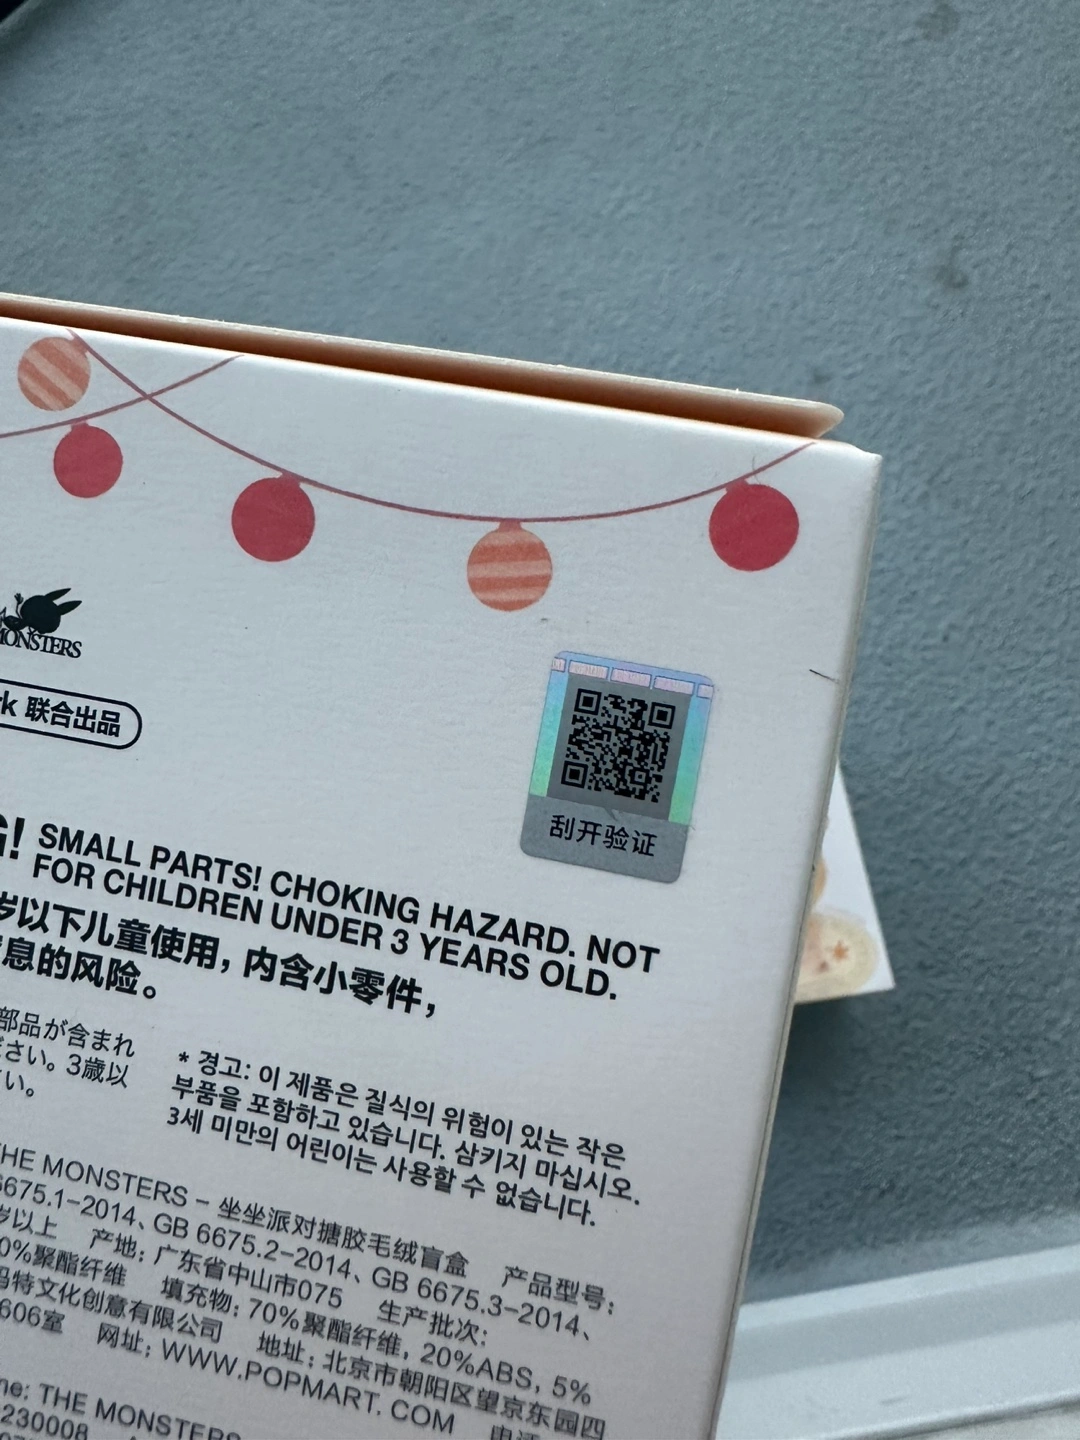 MONSTERS
rk 联合出品
刮开验证
G! SMALL PARTS! CHOKING HAZARD. NOT
FOR CHILDREN UNDER 3 YEARS OLD.
岁以下儿童使用，内含小零件，
息的风险。
部品が含まれ
ださい。3歳以
さい。
* 경고: 이 제품은 질식의 위험이 있는 작은
부품을 포함하고 있습니다. 삼키지 마십시오.
3세 미만의 어린이는 사용할 수 없습니다.
THE MONSTERS – 坐坐派对搪胶毛绒盲盒 产品型号:
6675.1–2014、GB 6675.2–2014、GB 6675.3–2014、
岁以上 产地: 广东省中山市075 生产批次:
0%聚酯纤维 填充物: 70%聚酯纤维, 20%ABS, 5%
玛特文化创意有限公司 地址: 北京市朝阳区望京东园四
606室 网址: WWW.POPMART. COM 电话
ne: THE MONSTERS
230008